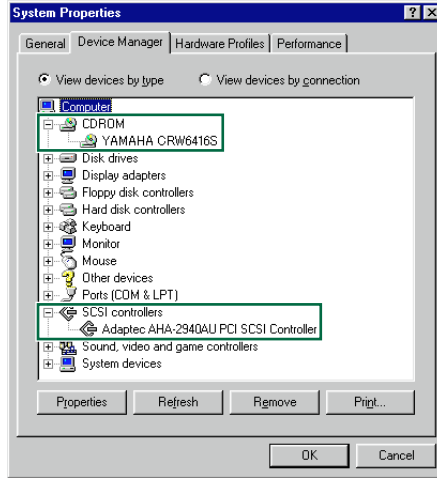 System Properties
General Device Manager Hardware Profiles Performance
View devices by type View devices by connection
Computer
CDROM
YAMAHA CRW6416S
Disk drives
Display adapters
Floppy disk controllers
Hard disk controllers
Keyboard
Monitor
Mouse
Other devices
Ports (COM & LPT)
SCSI controllers
Adaptec AHA-2940AU PCI SCSI Controller
Sound, video and game controllers
System devices
Properties Refresh Remove Print...
OK Cancel